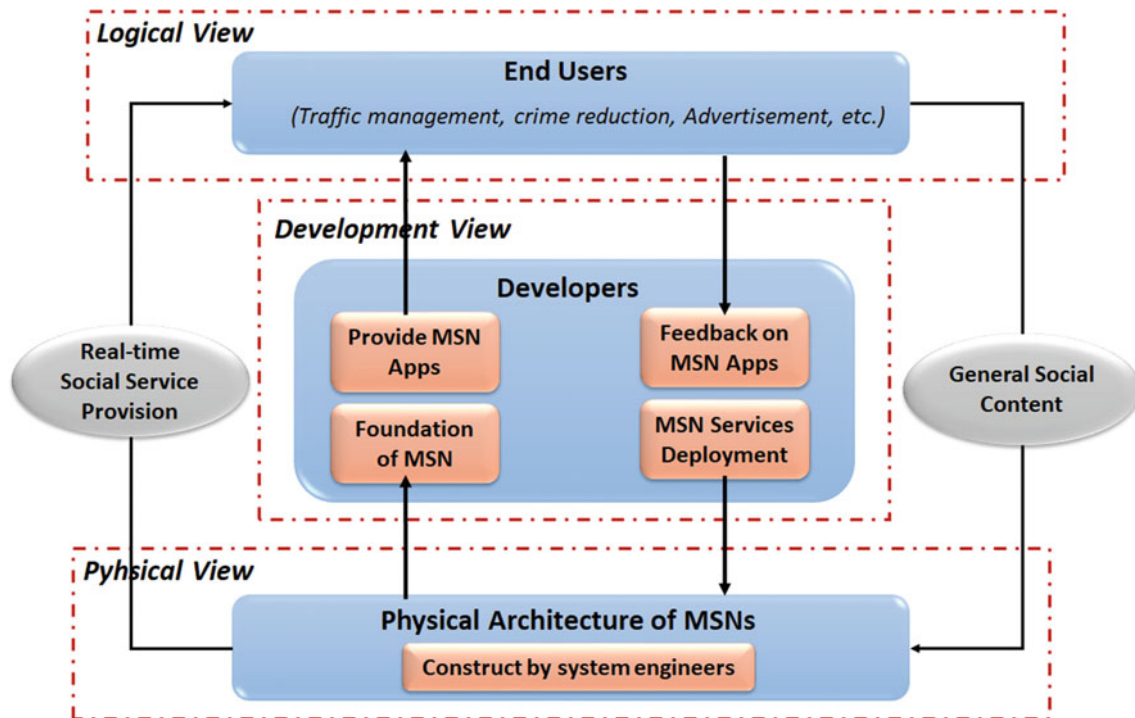 Logical View
End Users
(Traffic management, crime reduction, Advertisement, etc.)
Development View
Developers
Provide MSN
Apps
Feedback on
MSN Apps
Foundation
of MSN
MSN Services
Deployment
Real-time
Social Service
Provision
General Social
Content
Pyhsical View
Physical Architecture of MSNs
Construct by system engineers